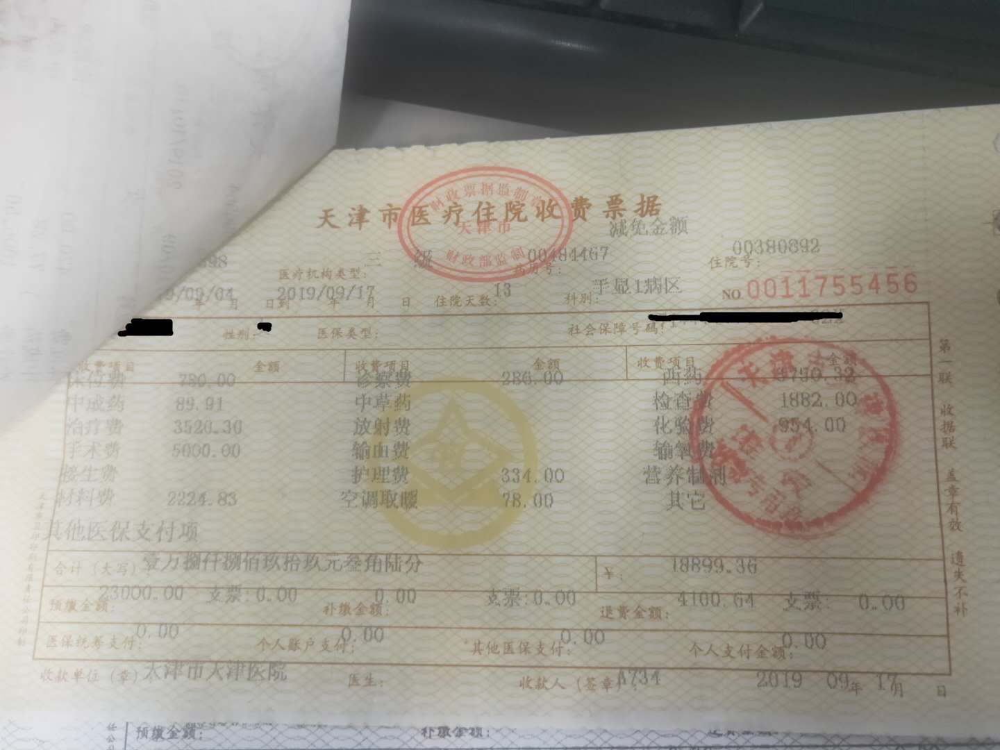 天津市医疗住院收费票据
财政票据监制章
天津市
财政部监制
减免金额
898 医疗机构类型: 三 级 药历号: 00484467 住院号: 00380892
9/09/04 年 月 日到 2019/09/17 年 月 日 住院天数: 13 科别: 手显1病区 NO 0011755456
性别: 医保类型: 社会保障号码:
收费项目 金额 收费项目 金额 收费项目 金额
床位费 780.00 诊察费 286.00 西药 3750.32
中成药 89.91 中草药 检查费 1882.00
治疗费 3520.30 放射费 化验费 954.00
手术费 5000.00 输血费 输氧费
接生费 护理费 334.00 营养制剂
材料费 2224.83 空调取暖 78.00 其它
其他医保支付项
合计（大写） 壹万捌仟捌佰玖拾玖元叁角陆分 ¥: 18899.36
预缴金额: 23000.00 支票:0.00 补缴金额: 0.00 支票:0.00 退费金额: 4100.64 支票: 0.00
医保统筹支付: 0.00 个人账户支付: 0.00 其他医保支付: 0.00 个人支付金额: 0.00
收款单位（章） 天津市天津医院 医生: 收款人（签章）: A734 2019 年 09 月 17 日
第一联 收据联 盖章有效 遗失不补
预缴金额: 补缴金额: 退费金额: